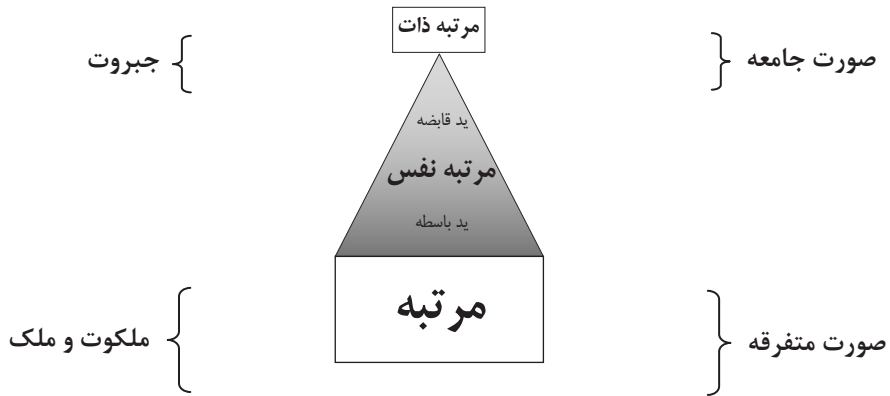 مرتبه ذات
صورت جامعه
جبروت
ید قابضه
مرتبه نفس
ید باسطه
مرتبه
صورت متفرقه
ملکوت و ملک